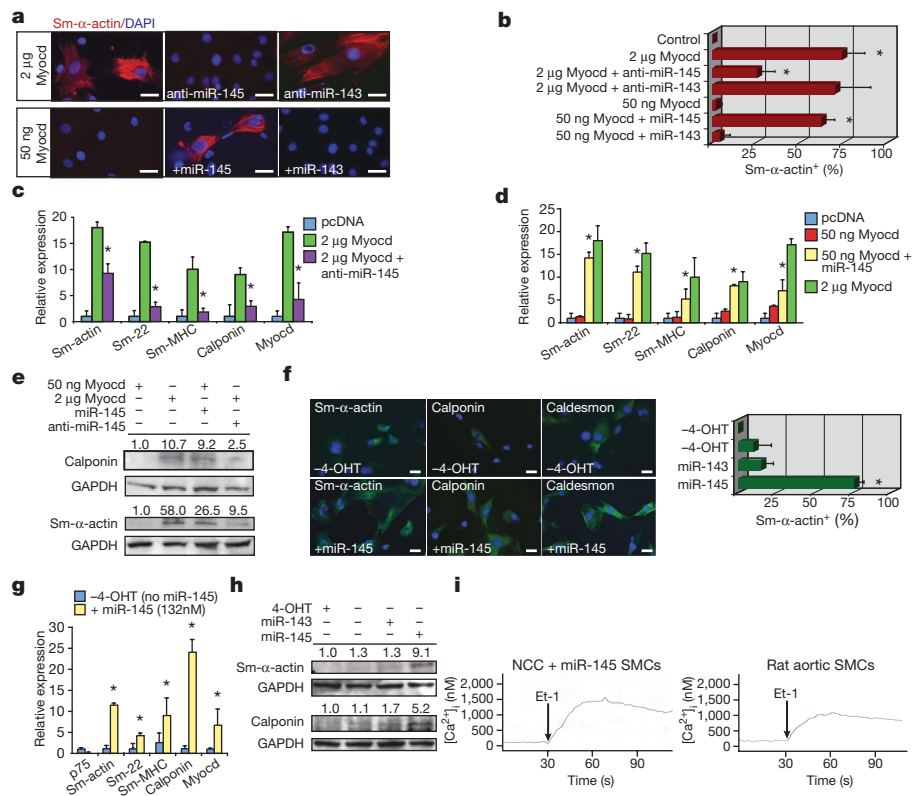 a
Sm-α-actin/DAPI
2 µg Myocd
anti-miR-145
anti-miR-143
50 ng Myocd
+miR-145
+miR-143
b
Control
2 µg Myocd
2 µg Myocd + anti-miR-145
2 µg Myocd + anti-miR-143
50 ng Myocd
50 ng Myocd + miR-145
50 ng Myocd + miR-143
*
*
*
25 50 75 100
Sm-α-actin+ (%)
c
Relative expression
20
15
10
5
0
pcDNA
2 µg Myocd
2 µg Myocd + anti-miR-145
* * * * *
Sm-actin Sm-22 Sm-MHC Calponin Myocd
d
Relative expression
25
20
15
10
5
0
pcDNA
50 ng Myocd
50 ng Myocd + miR-145
2 µg Myocd
* * * * *
Sm-actin Sm-22 Sm-MHC Calponin Myocd
e
50 ng Myocd + – + –
2 µg Myocd – + – +
miR-145 – – + –
anti-miR-145 – – – +
1.0 10.7 9.2 2.5
Calponin
GAPDH
1.0 58.0 26.5 9.5
Sm-α-actin
GAPDH
f
Sm-α-actin Calponin Caldesmon
–4-OHT –4-OHT –4-OHT
Sm-α-actin Calponin Caldesmon
+miR-145 +miR-145 +miR-145
–4-OHT
–4-OHT
miR-143
miR-145
*
25 50 75 100
Sm-α-actin+ (%)
g
–4-OHT (no miR-145)
+ miR-145 (132nM)
Relative expression
30
25
20
15
10
5
0
* * * * *
p75 Sm-actin Sm-22 Sm-MHC Calponin Myocd
h
4-OHT + – – –
miR-143 – – + –
miR-145 – – – +
1.0 1.3 1.3 9.1
Sm-α-actin
GAPDH
1.0 1.1 1.7 5.2
Calponin
GAPDH
i
NCC + miR-145 SMCs
Et-1
[Ca2+]i (nM)
1,500
1,000
500
0
30 60 90
Time (s)
Rat aortic SMCs
Et-1
[Ca2+]i (nM)
1,500
1,000
500
0
30 60 90
Time (s)